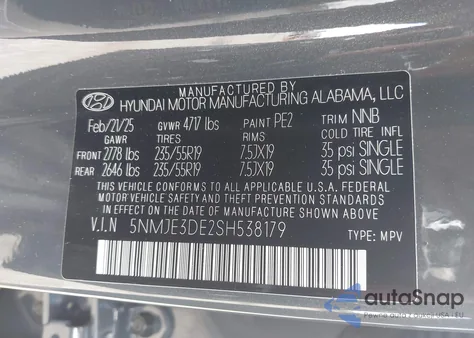 MANUFACTURED BY
HYUNDAI MOTOR MANUFACTURING ALABAMA, LLC
Feb/21/25 GVWR 4717 lbs PAINT PE2 TRIM NNB
GAWR TIRES RIMS COLD TIRE INFL
FRONT 2778 lbs 235/55R19 7.5JX19 35 psi SINGLE
REAR 2646 lbs 235/55R19 7.5JX19 35 psi SINGLE
THIS VEHICLE CONFORMS TO ALL APPLICABLE U.S.A. FEDERAL
MOTOR VEHICLE SAFETY AND THEFT PREVENTION STANDARDS
IN EFFECT ON THE DATE OF MANUFACTURE SHOWN ABOVE.
V.I.N 5NMJE3DE2SH538179 TYPE: MPV
autoSnap